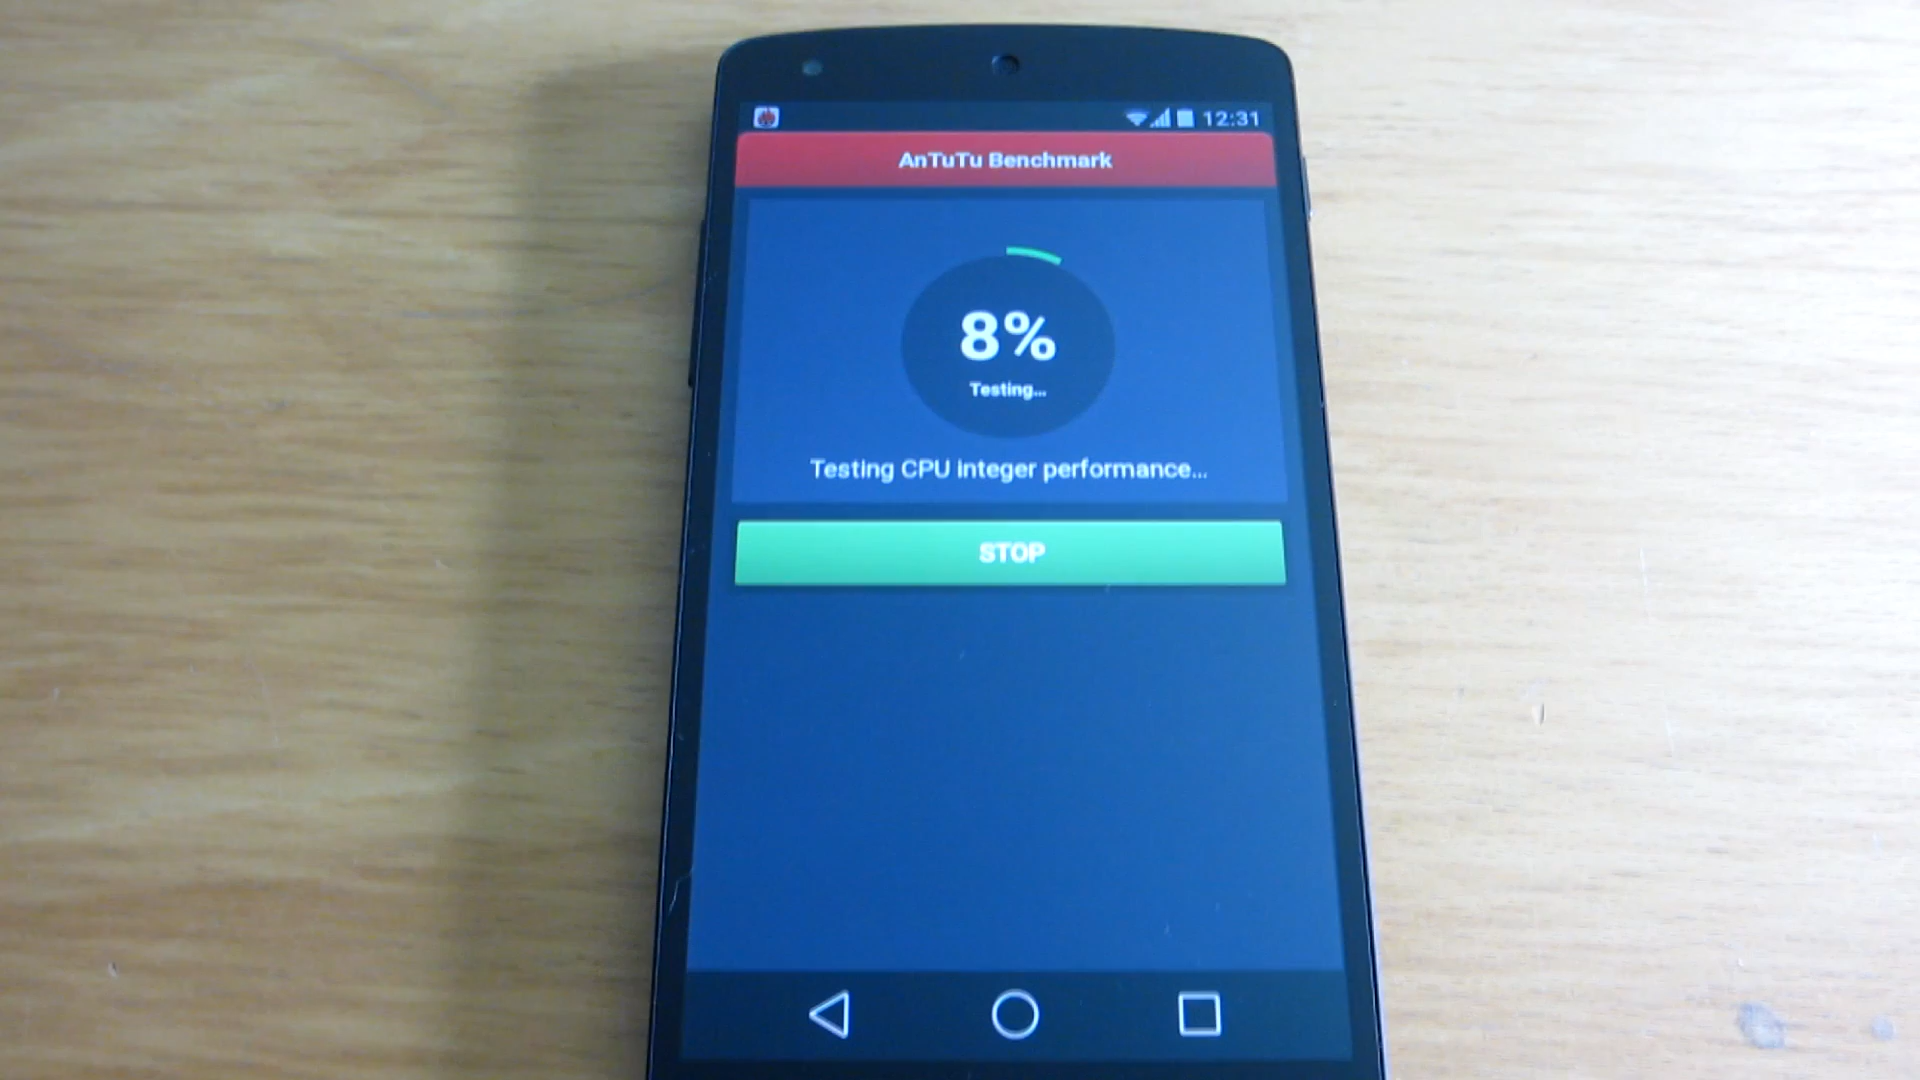 12:31
AnTuTu Benchmark
8%
Testing...
Testing CPU integer performance...
STOP